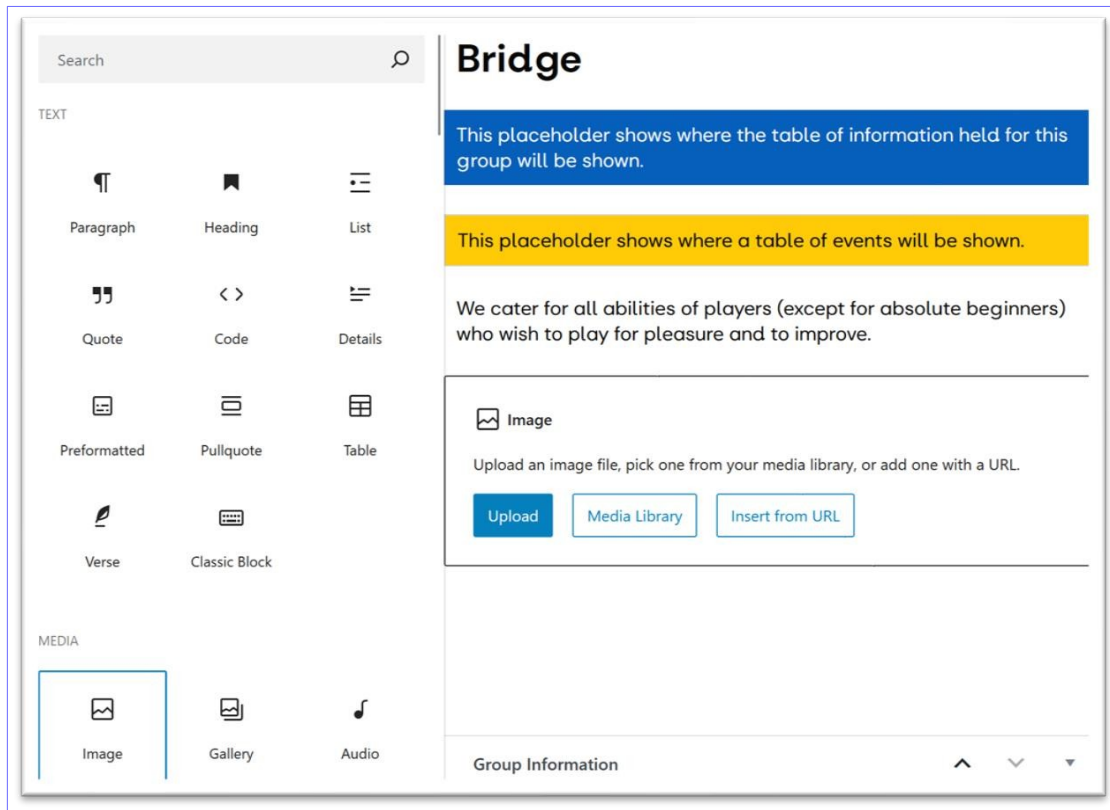 Search
TEXT
Paragraph
Heading
List
Quote
Code
Details
Preformatted
Pullquote
Table
Verse
Classic Block
MEDIA
Image
Gallery
Audio
Bridge
This placeholder shows where the table of information held for this
group will be shown.
This placeholder shows where a table of events will be shown.
We cater for all abilities of players (except for absolute beginners)
who wish to play for pleasure and to improve.
Image
Upload an image file, pick one from your media library, or add one with a URL.
Upload
Media Library
Insert from URL
Group Information